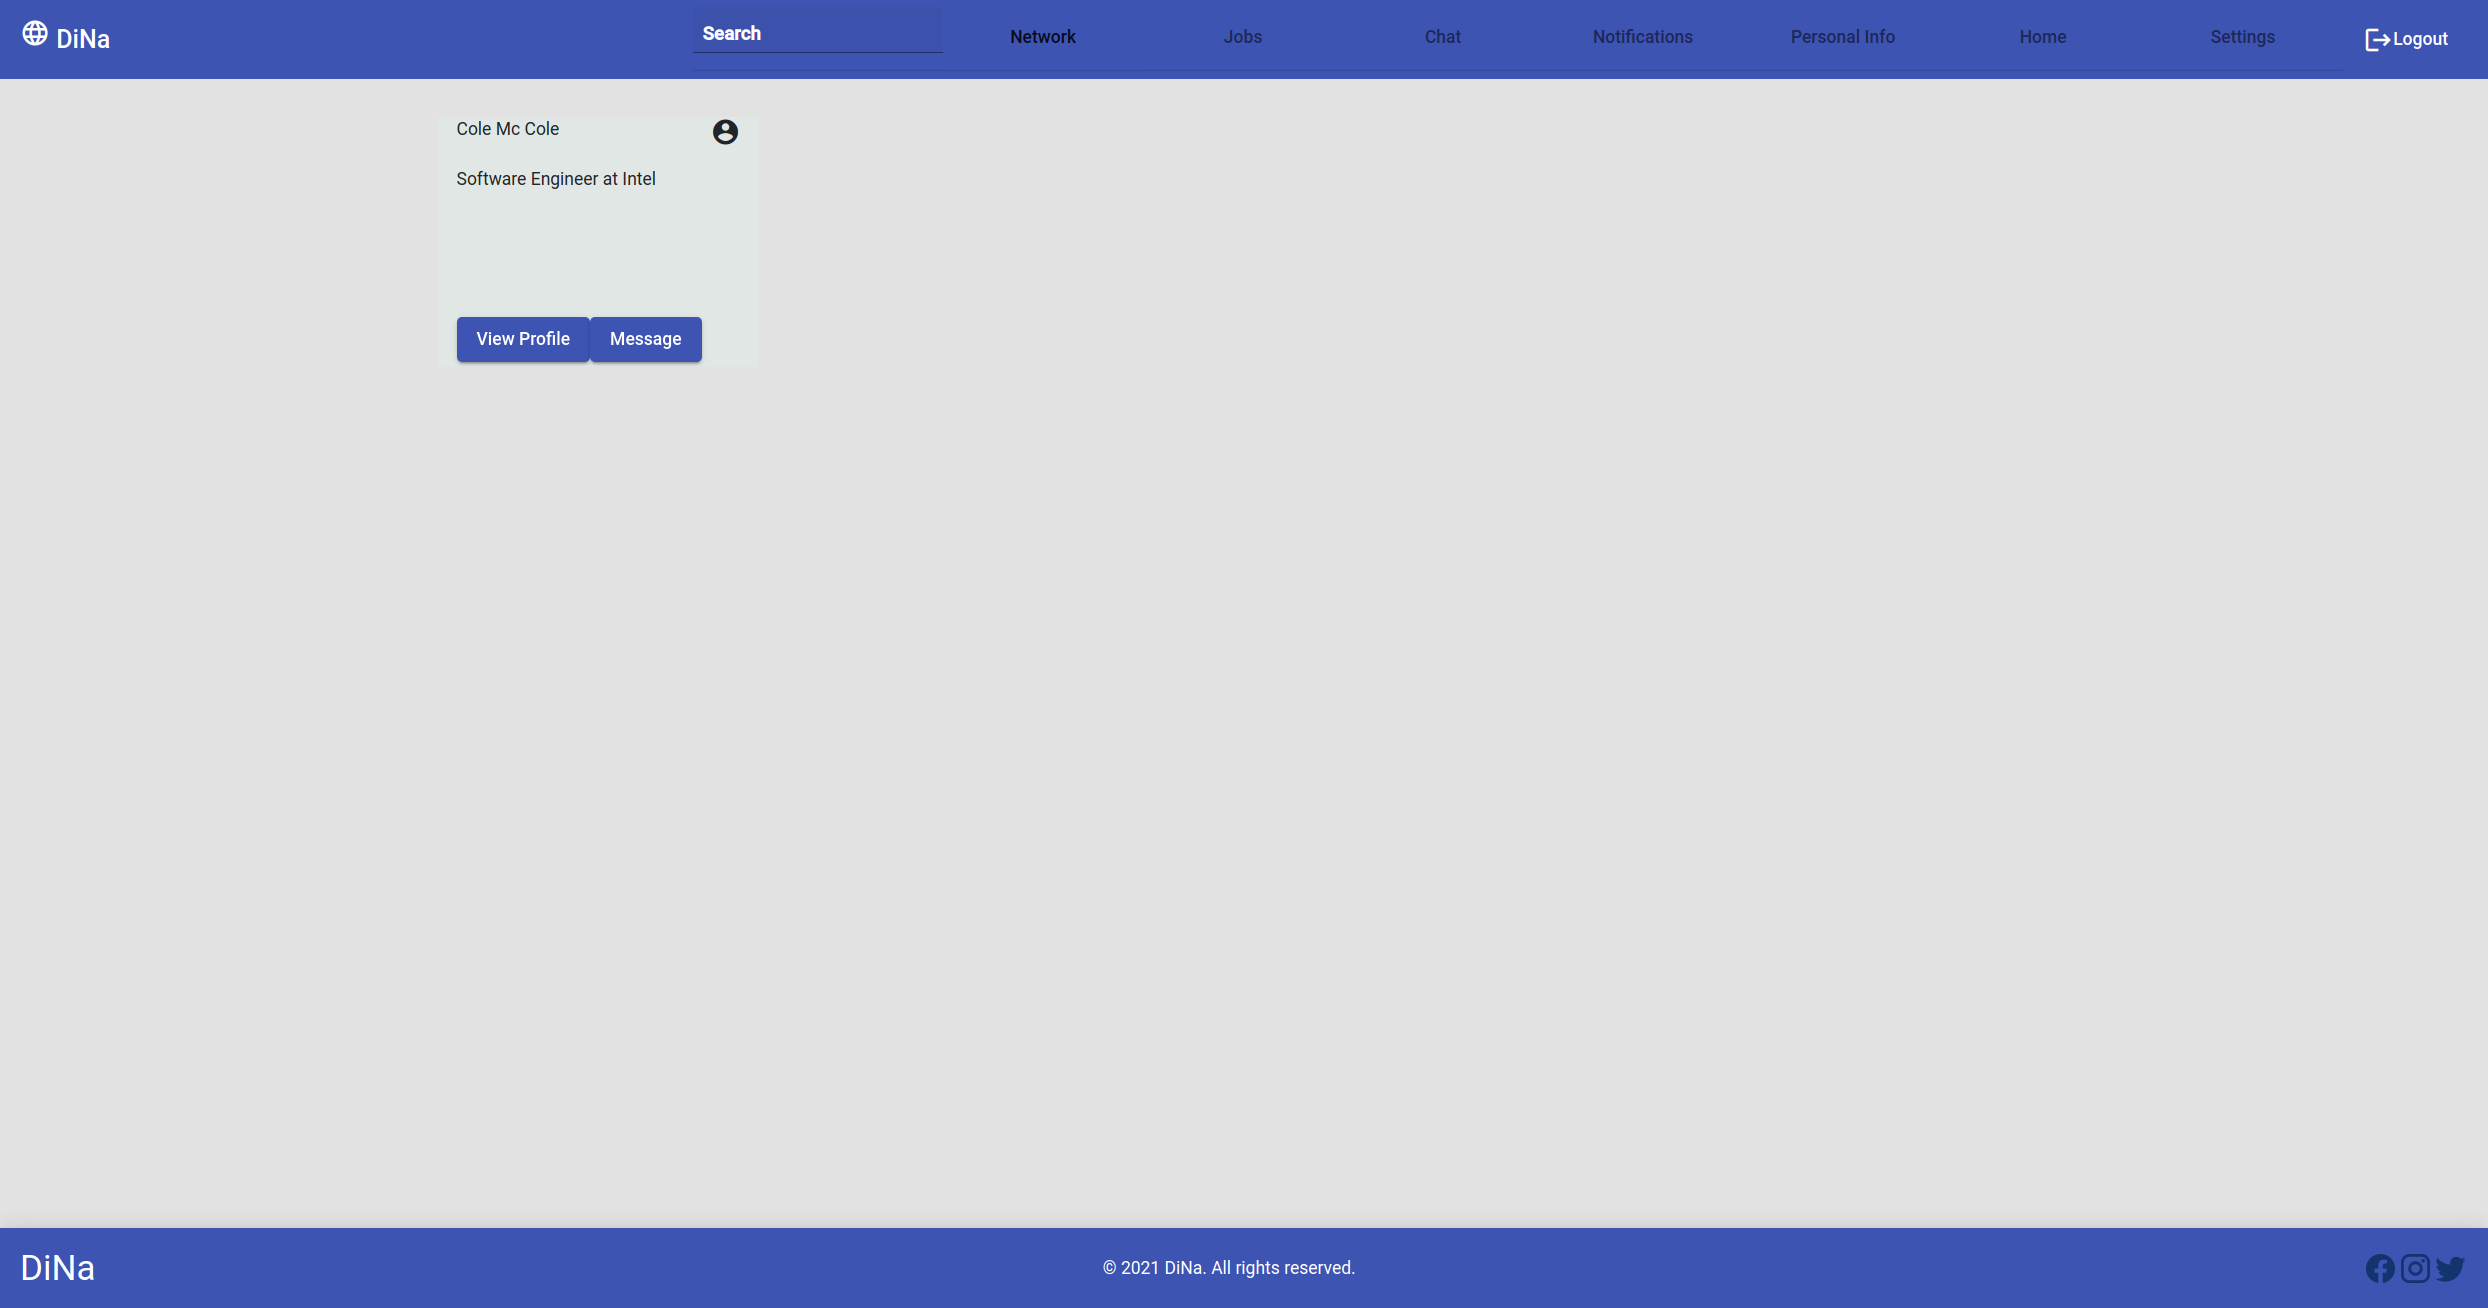 DiNa
Search
Network
Jobs
Chat
Notifications
Personal Info
Home
Settings
Logout
Cole Mc Cole
Software Engineer at Intel
View Profile
Message
DiNa
© 2021 DiNa. All rights reserved.